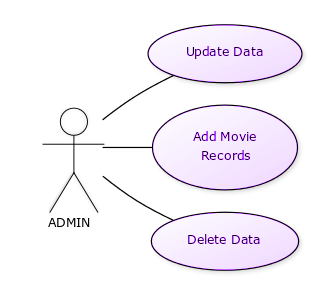 Update Data
Add Movie
Records
ADMIN
Delete Data